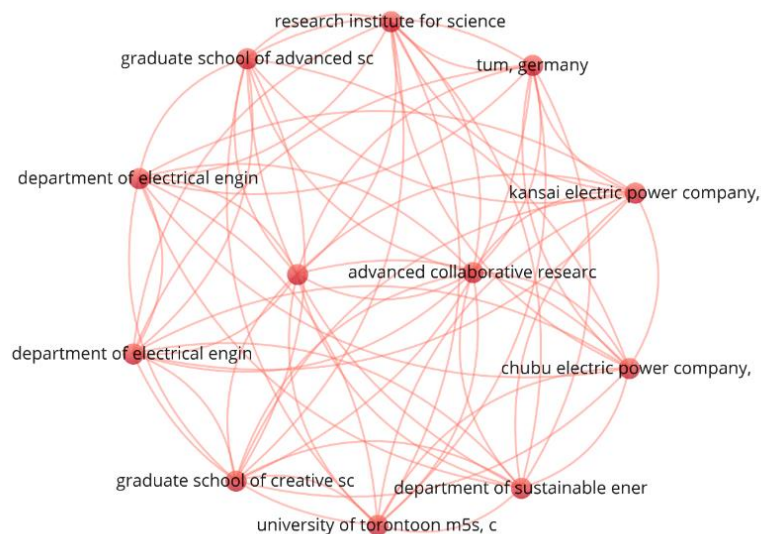 research institute for science
graduate school of advanced sc
tum, germany
department of electrical engin
kansai electric power company,
advanced collaborative researc
department of electrical engin
chubu electric power company,
graduate school of creative sc
department of sustainable ener
university of torontoon m5s, c